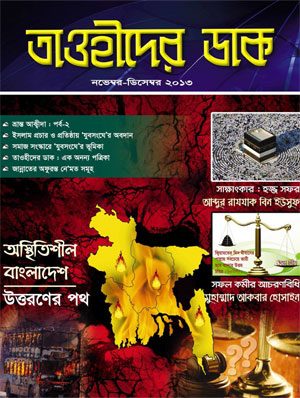 তাওহীদের ডাক
নভেম্বর-ডিসেম্বর ২০১৩
ভ্রান্ত আক্বীদা : পর্ব-২
ইসলাম প্রচার ও প্রতিষ্ঠায় 'যুবসংঘে'র অবদান
সমাজ সংস্কারে 'যুবসংঘে'র ভূমিকা
তাওহীদের ডাক : এক অনন্য পত্রিকা
জান্নাতের অফুরন্ত নে'মত সমূহ
সাক্ষাৎকার : হজ্জ সফর
আব্দুর রাযযাক বিন ইউসুফ
অস্থিতিশীল
বাংলাদেশ
উত্তরণের পথ
সফল কর্মীর আচরণবিধি
মুহাম্মাদ আকবার হোসাইন
??